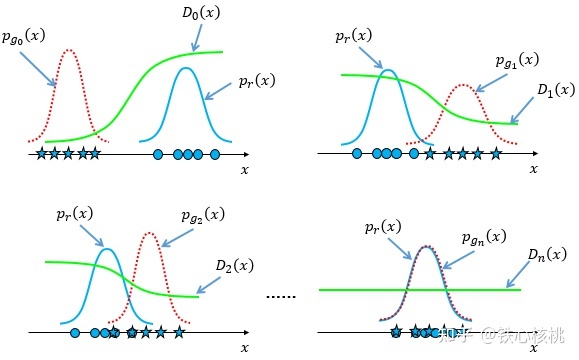 p_{g_0}(x)
D_0(x)
p_r(x)
x
p_r(x)
p_{g_1}(x)
D_1(x)
x
p_r(x)
p_{g_2}(x)
D_2(x)
x
......
p_r(x)
p_{g_n}(x)
D_n(x)
x
知乎 @铁心核桃